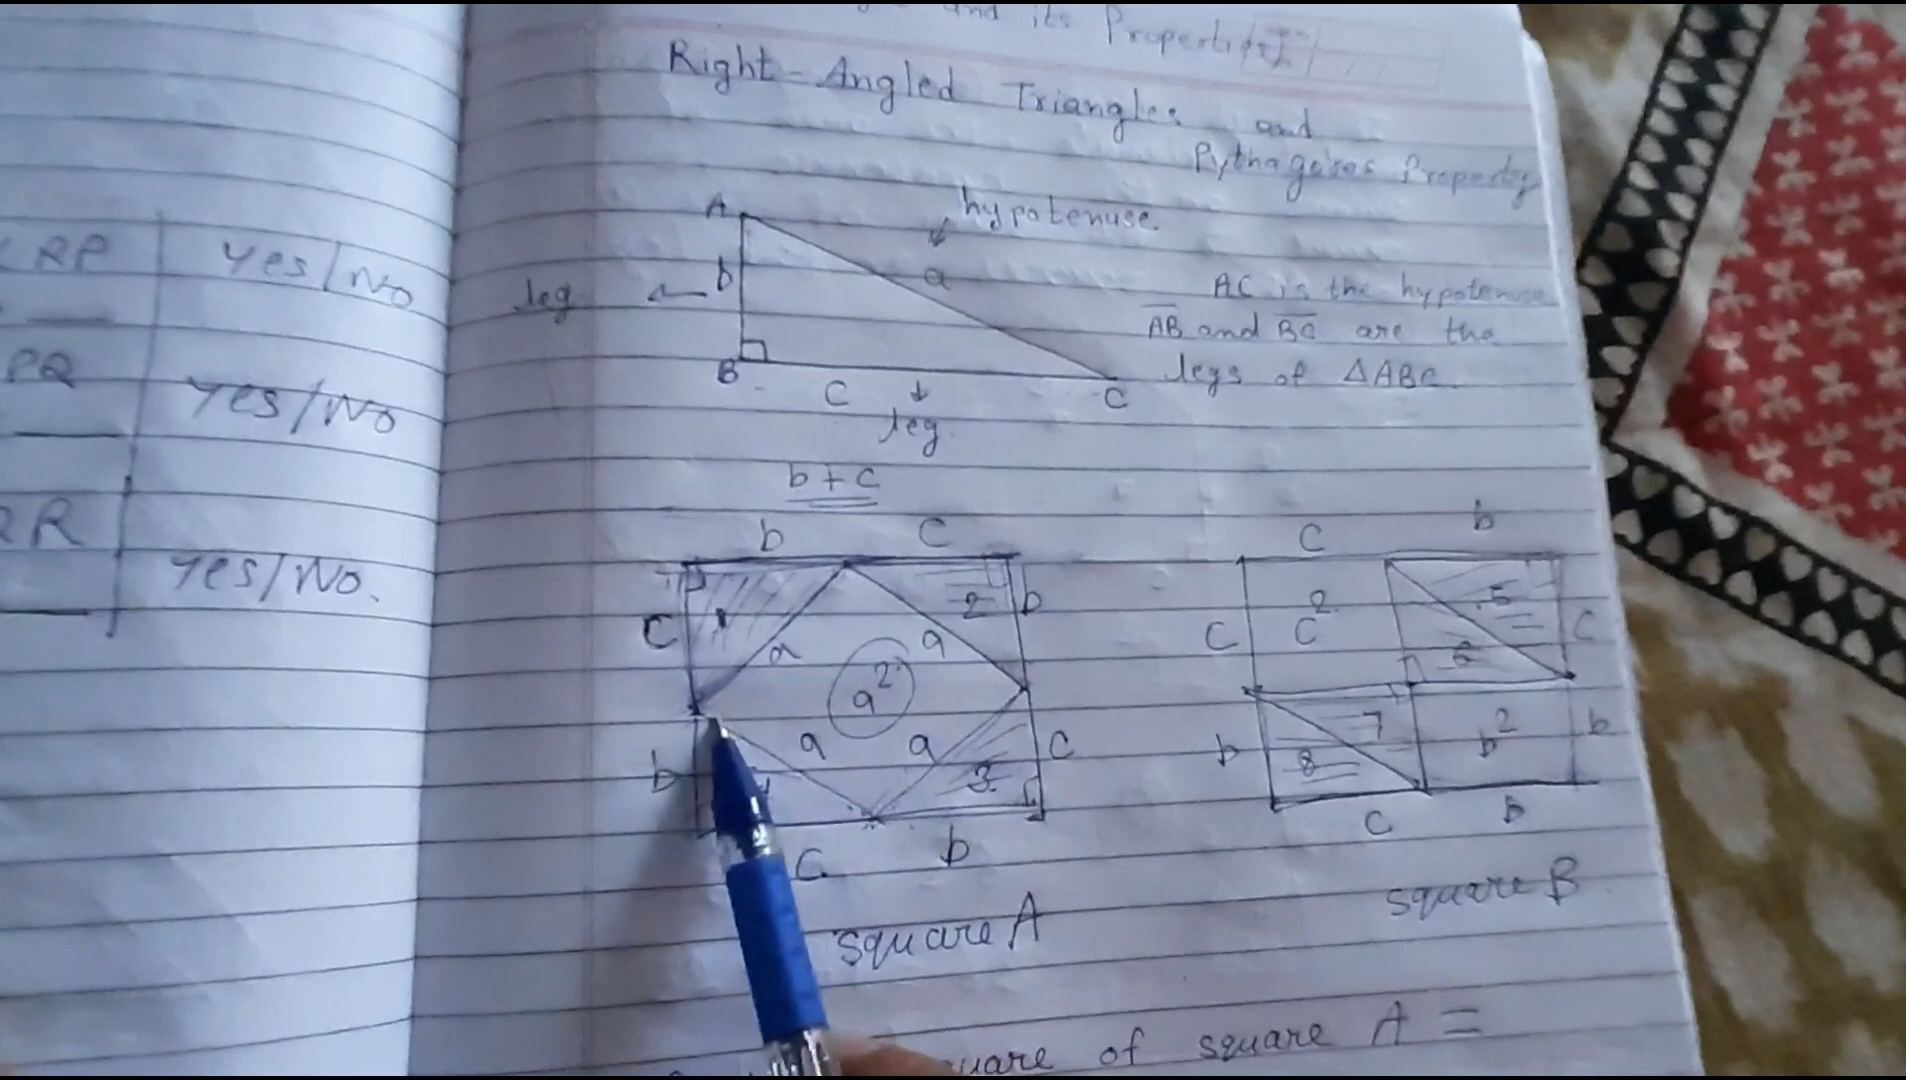 and its Properties
Right-Angled Triangles and
Pythagoras Property
A
hypotenuse
b
a
leg
AC is the hypotenuse
AB and BC are the
legs of ΔABC.
B
C
C
leg
b + c
b
C
C
1
2
b
a
a
a²
a
a
b
3
C
C
b
square A
C
b
C
C²
5
6
C
b
7
8
b²
b
C
B
square B
of square A =
RP
Yes/No
PQ
Yes/No
R
Yes/No.